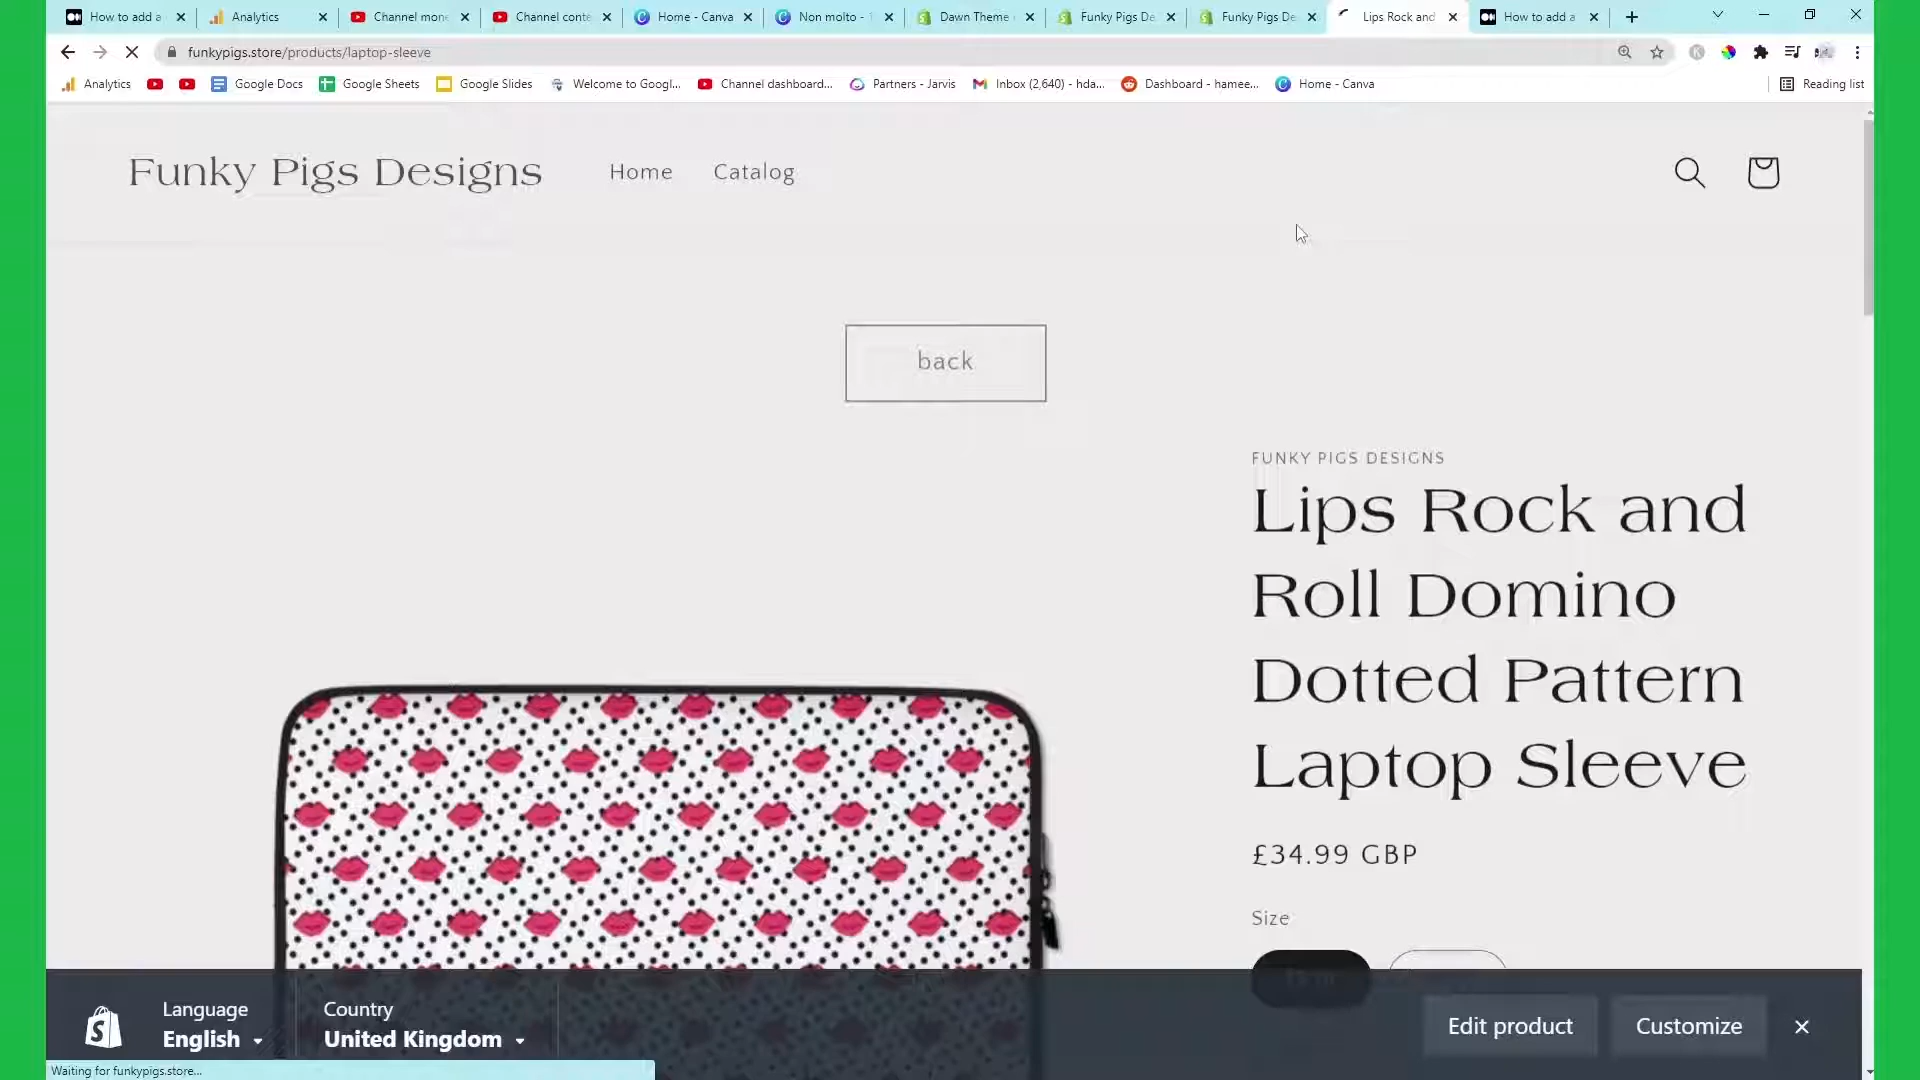 How to add a
Analytics
Channel mone
Channel conte
Home - Canva
Non molto -
Dawn Theme
Funky Pigs De
Funky Pigs De
Lips Rock and
How to add a
funkypigs.store/products/laptop-sleeve
Analytics
Google Docs
Google Sheets
Google Slides
Welcome to Googl...
Channel dashboard...
Partners - Jarvis
Inbox (2,640) - hda...
Dashboard - hamee...
Home - Canva
Reading list
Funky Pigs Designs
Home
Catalog
back
FUNKY PIGS DESIGNS
Lips Rock and
Roll Domino
Dotted Pattern
Laptop Sleeve
£34.99 GBP
Size
Language
English
Country
United Kingdom
Edit product
Customize
Waiting for funkypigs.store...